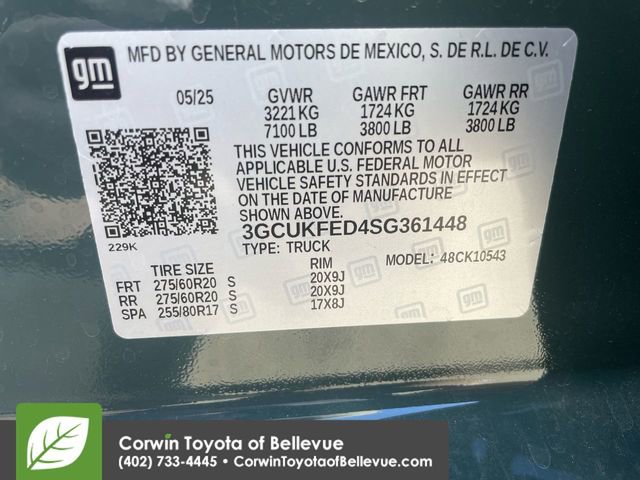 gm
MFD BY GENERAL MOTORS DE MEXICO, S. DE R.L. DE C.V.
05/25 GVWR GAWR FRT GAWR RR
3221 KG 1724 KG 1724 KG
7100 LB 3800 LB 3800 LB
THIS VEHICLE CONFORMS TO ALL
APPLICABLE U.S. FEDERAL MOTOR
VEHICLE SAFETY STANDARDS IN EFFECT
ON THE DATE OF MANUFACTURE
SHOWN ABOVE.
229K
3GCUKFED4SG361448
TYPE: TRUCK MODEL: 48CK10543
TIRE SIZE RIM
FRT 275/60R20 S 20X9J
RR 275/60R20 S 20X9J
SPA 255/80R17 S 17X8J
Corwin Toyota of Bellevue
(402) 733-4445 • CorwinToyotaofBellevue.com